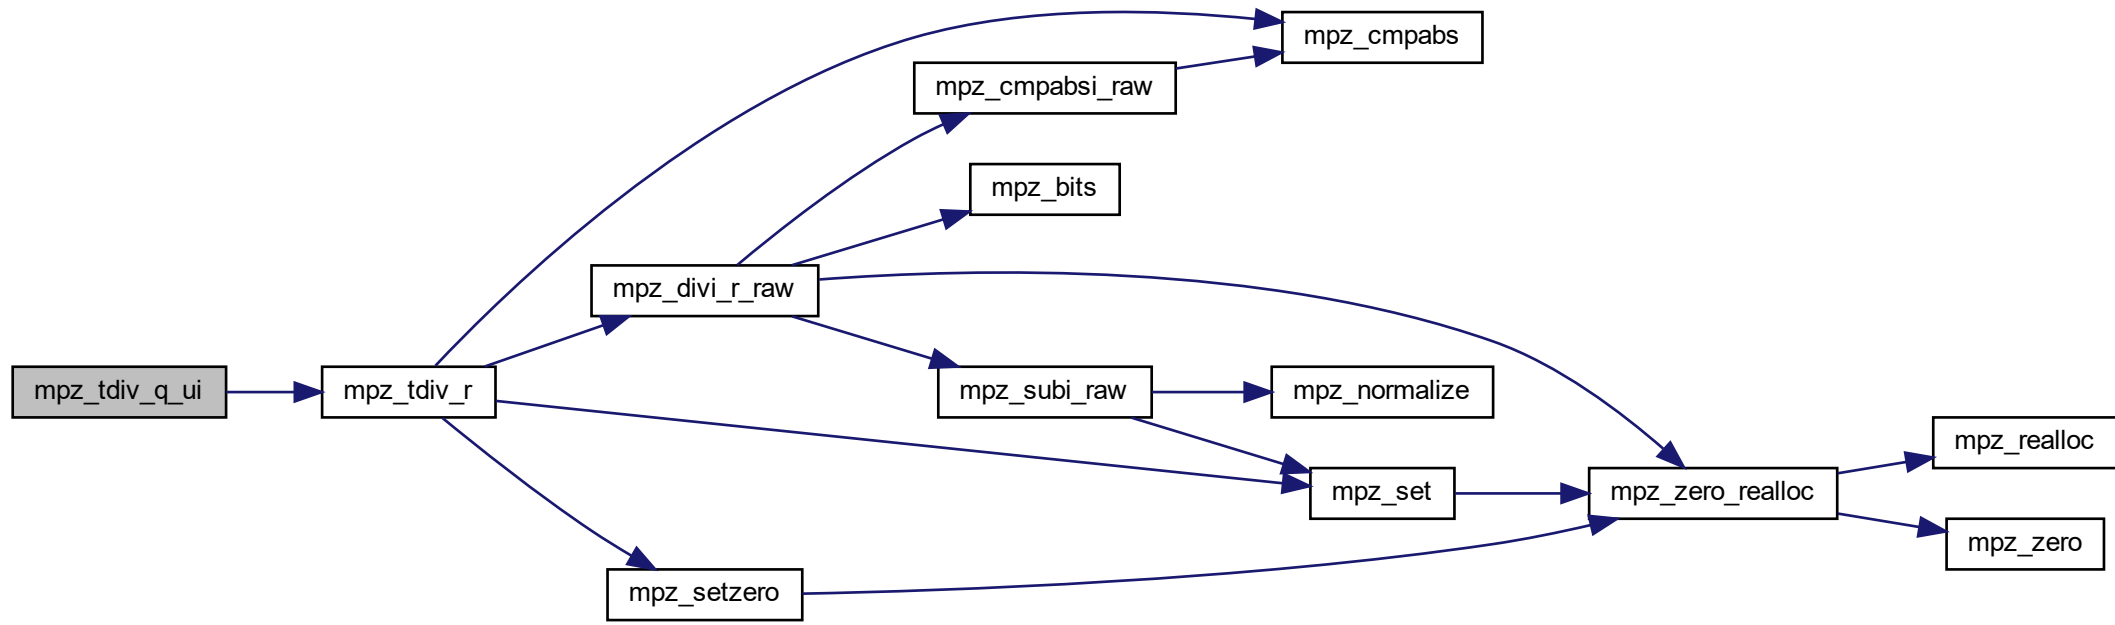 mpz_cmpabs
mpz_cmpabsi_raw
mpz_bits
mpz_divi_r_raw
mpz_tdiv_q_ui
mpz_tdiv_r
mpz_subi_raw
mpz_normalize
mpz_realloc
mpz_set
mpz_zero_realloc
mpz_zero
mpz_setzero